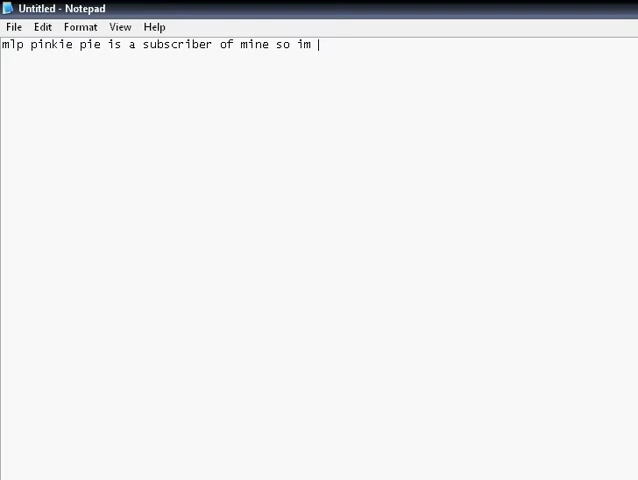 Untitled - Notepad
File Edit Format View Help
mlp pinkie pie is a subscriber of mine so im